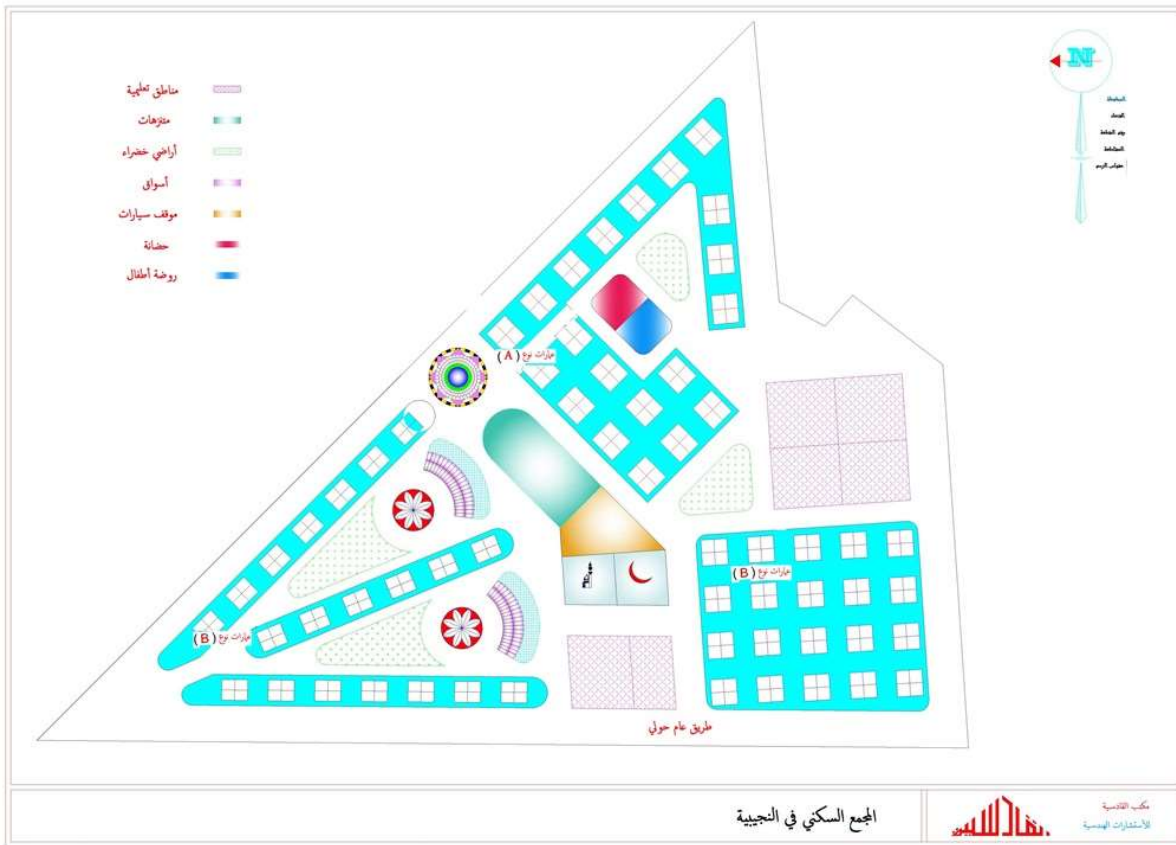 مناطق تعليمية
متنزهات
أراضي خضراء
أسواق
موقف سيارات
حضانة
روضة أطفال
N
عمارات نوع (A)
عمارات نوع (B)
عمارات نوع (B)
طريق عام حولي
المجمع السكني في النجيبية
مكتب القادسية
للأستشارات الهندسية